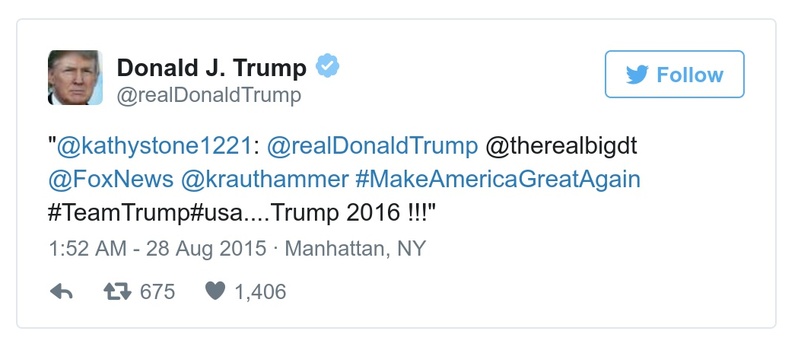 Donald J. Trump
@realDonaldTrump
Follow
"@kathystone1221: @realDonaldTrump @therealbigdt
@FoxNews @krauthammer #MakeAmericaGreatAgain
#TeamTrump#usa....Trump 2016 !!!"
1:52 AM - 28 Aug 2015 · Manhattan, NY
675 1,406